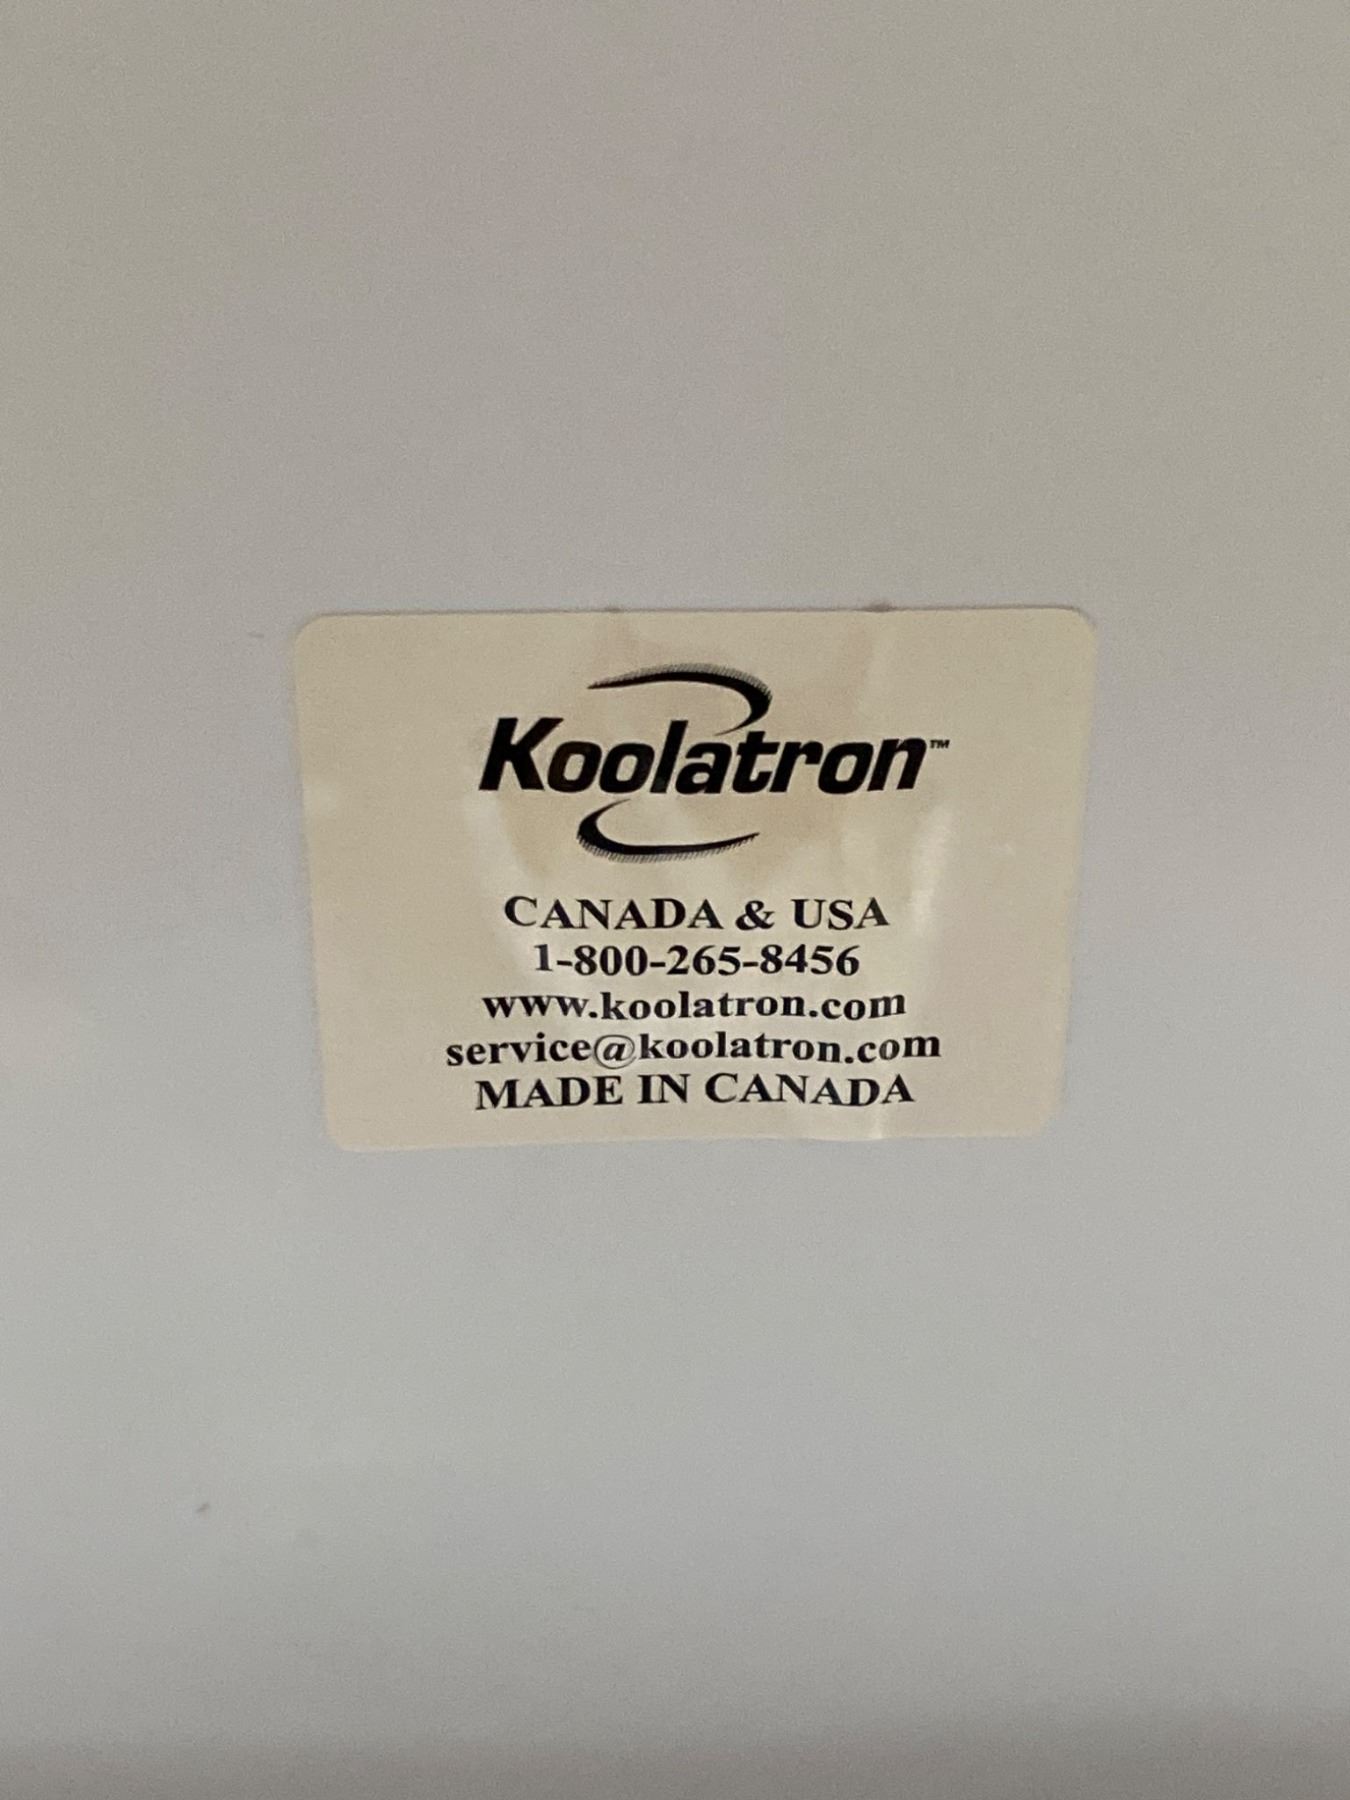 Koolatron™
CANADA & USA
1-800-265-8456
www.koolatron.com
service@koolatron.com
MADE IN CANADA